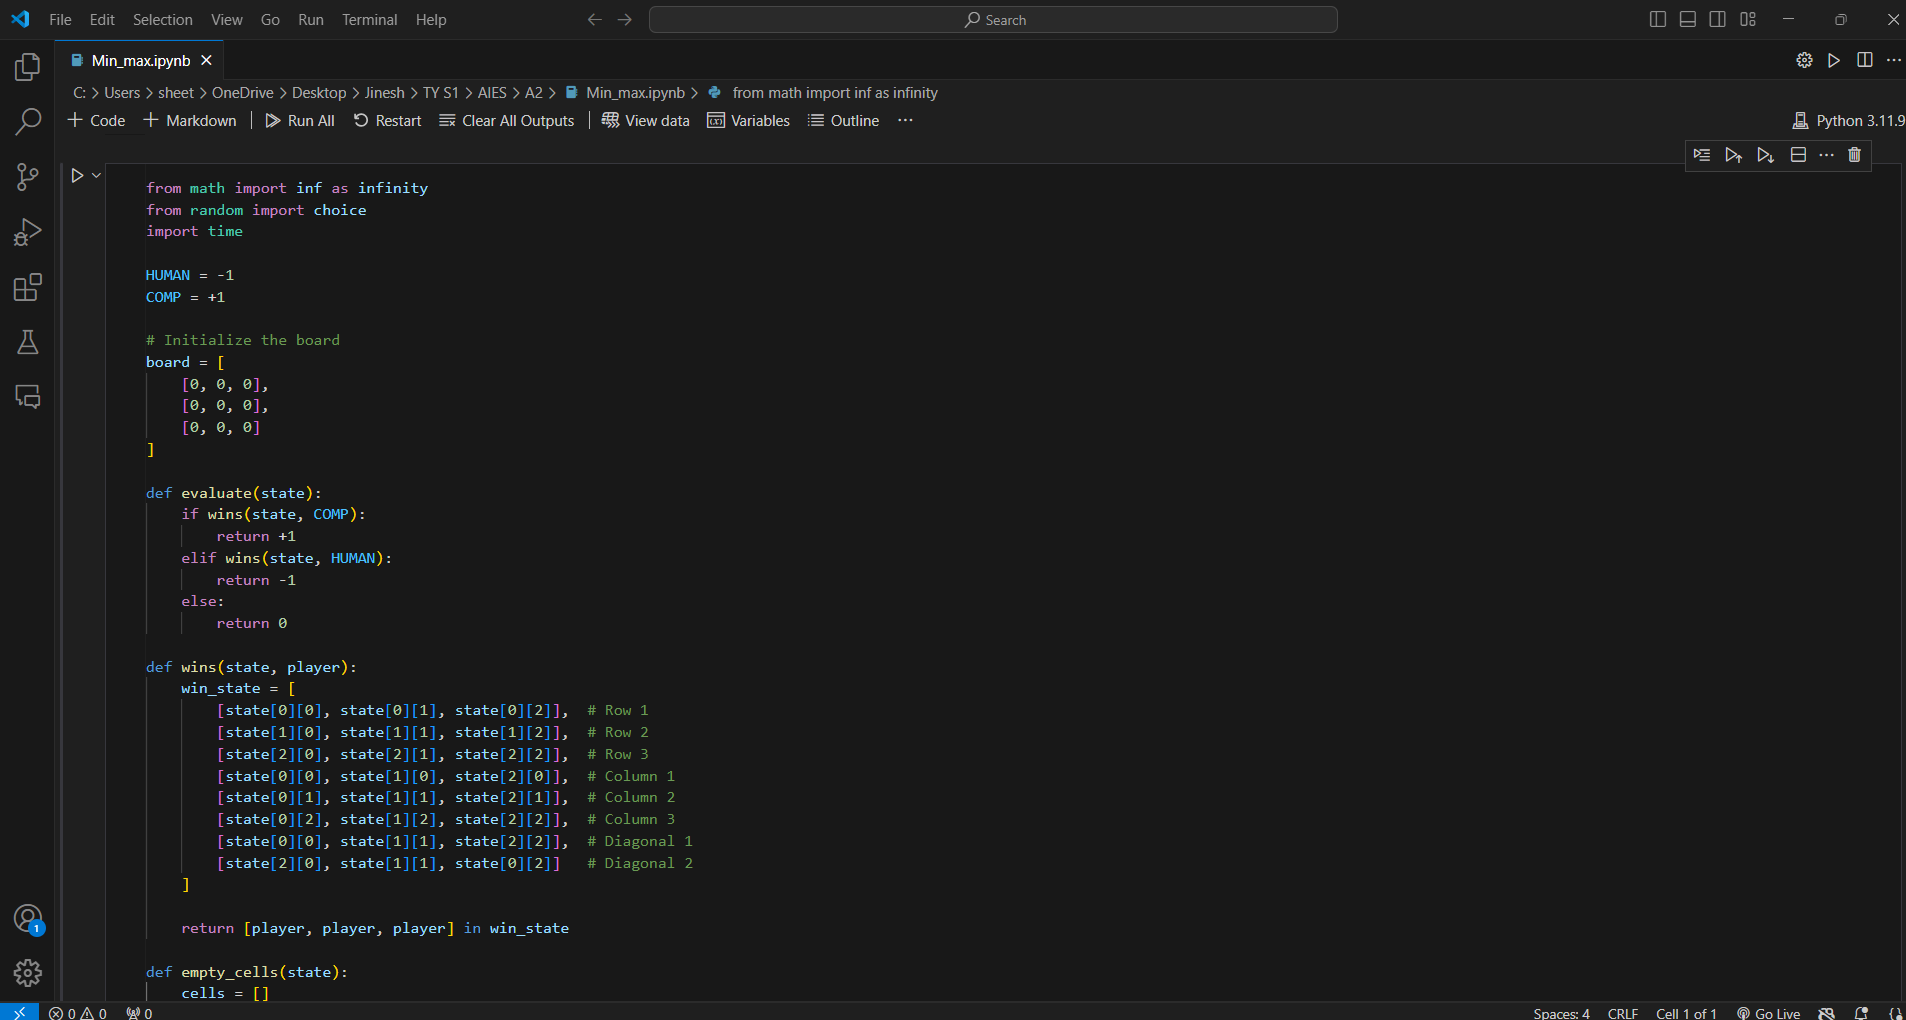 File Edit Selection View Go Run Terminal Help Search
Min_max.ipynb
C: > Users > sheet > OneDrive > Desktop > Jinesh > TY S1 > AIES > A2 > Min_max.ipynb > from math import inf as infinity
+ Code + Markdown | Run All Restart Clear All Outputs | View data Variables Outline ... Python 3.11.9
from math import inf as infinity
from random import choice
import time
HUMAN = -1
COMP = +1
# Initialize the board
board = [
    [0, 0, 0],
    [0, 0, 0],
    [0, 0, 0]
]
def evaluate(state):
    if wins(state, COMP):
        return +1
    elif wins(state, HUMAN):
        return -1
    else:
        return 0
def wins(state, player):
    win_state = [
        [state[0][0], state[0][1], state[0][2]],  # Row 1
        [state[1][0], state[1][1], state[1][2]],  # Row 2
        [state[2][0], state[2][1], state[2][2]],  # Row 3
        [state[0][0], state[1][0], state[2][0]],  # Column 1
        [state[0][1], state[1][1], state[2][1]],  # Column 2
        [state[0][2], state[1][2], state[2][2]],  # Column 3
        [state[0][0], state[1][1], state[2][2]],  # Diagonal 1
        [state[2][0], state[1][1], state[0][2]]   # Diagonal 2
    ]
    return [player, player, player] in win_state
def empty_cells(state):
    cells = []
1
0 0 0 Spaces: 4 CRLF Cell 1 of 1 Go Live